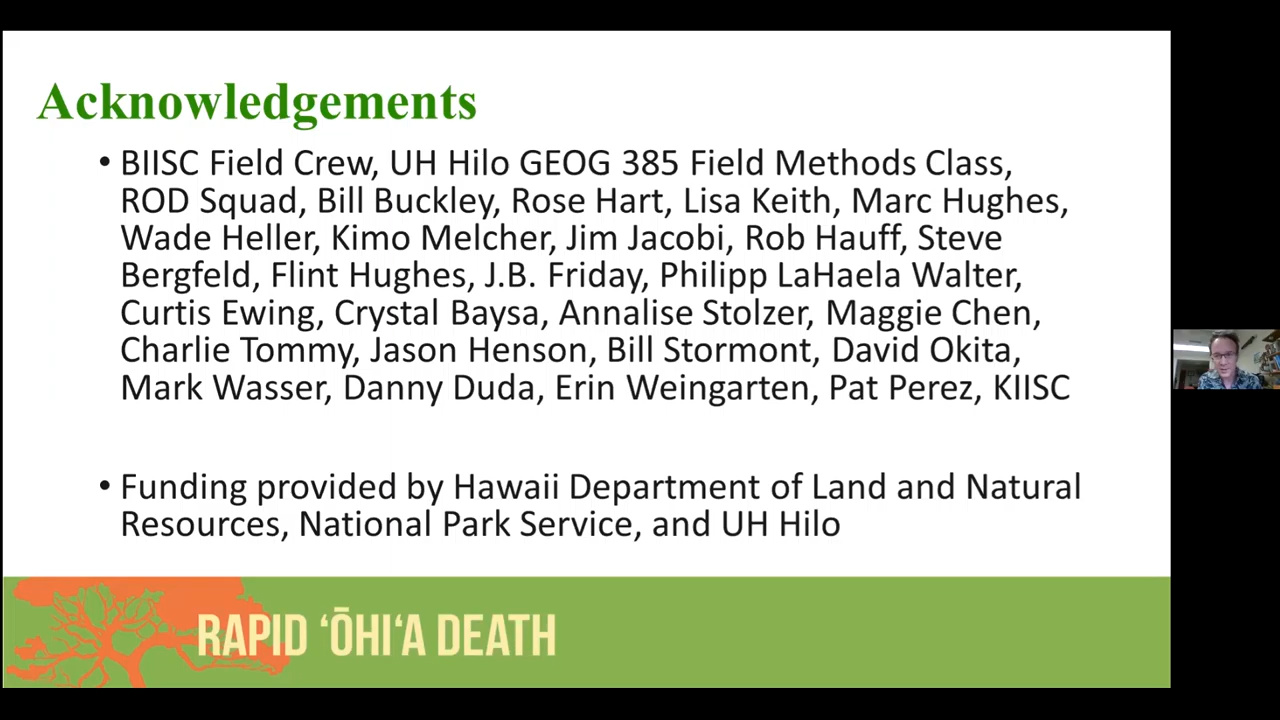 Acknowledgements
• BIISC Field Crew, UH Hilo GEOG 385 Field Methods Class,
ROD Squad, Bill Buckley, Rose Hart, Lisa Keith, Marc Hughes,
Wade Heller, Kimo Melcher, Jim Jacobi, Rob Hauff, Steve
Bergfeld, Flint Hughes, J.B. Friday, Philipp LaHaela Walter,
Curtis Ewing, Crystal Baysa, Annalise Stolzer, Maggie Chen,
Charlie Tommy, Jason Henson, Bill Stormont, David Okita,
Mark Wasser, Danny Duda, Erin Weingarten, Pat Perez, KIISC
• Funding provided by Hawaii Department of Land and Natural
Resources, National Park Service, and UH Hilo
RAPID ‘ŌHI‘A DEATH